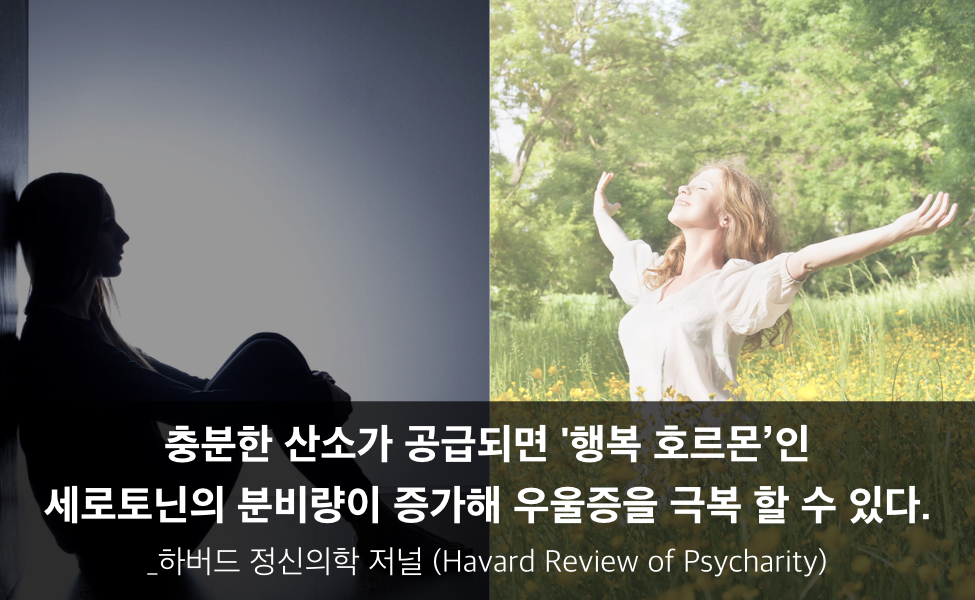 충분한 산소가 공급되면 '행복 호르몬’인
세로토닌의 분비량이 증가해 우울증을 극복 할 수 있다.
_하버드 정신의학 저널 (Havard Review of Psycharity)